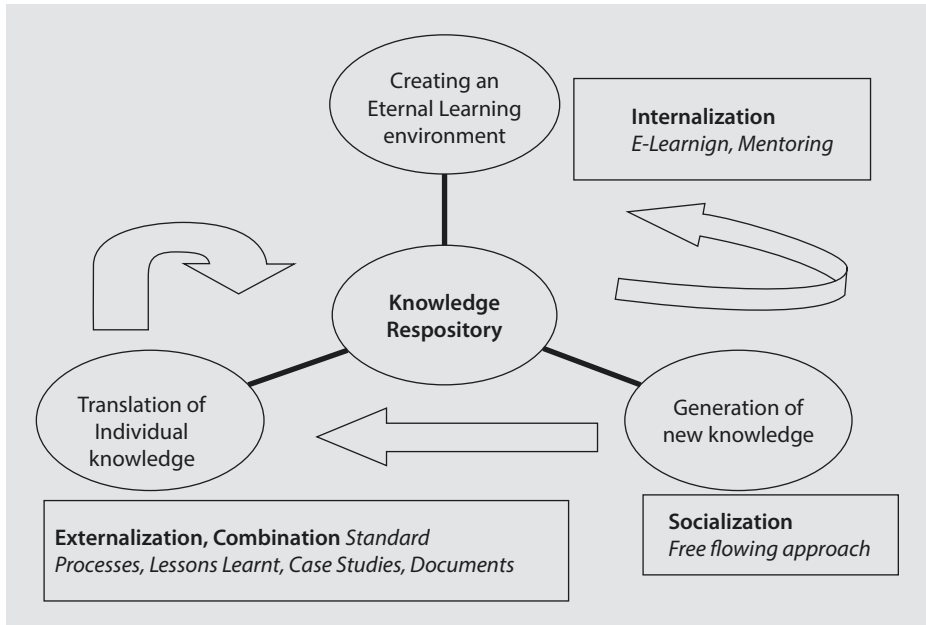 Creating an
Eternal Learning
environment
Internalization
E-Learnign, Mentoring
Knowledge
Respository
Translation of
Individual
knowledge
Generation of
new knowledge
Externalization, Combination Standard
Processes, Lessons Learnt, Case Studies, Documents
Socialization
Free flowing approach